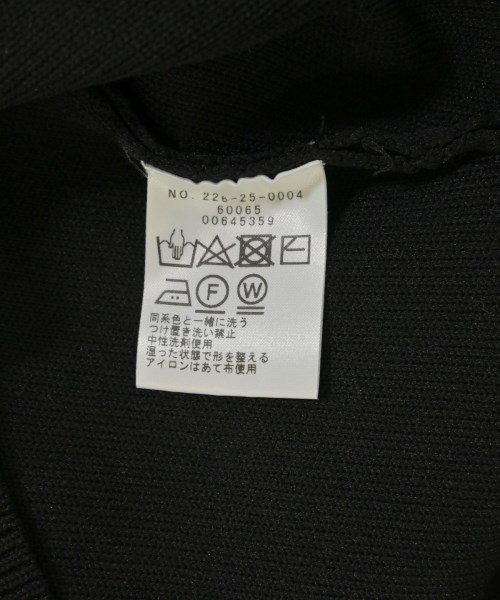 NO. 226-25-0004
60065
00645359
F W
同系色と一緒に洗う
つけ置き洗い禁止
中性洗剤使用
湿った状態で形を整える
アイロンはあて布使用